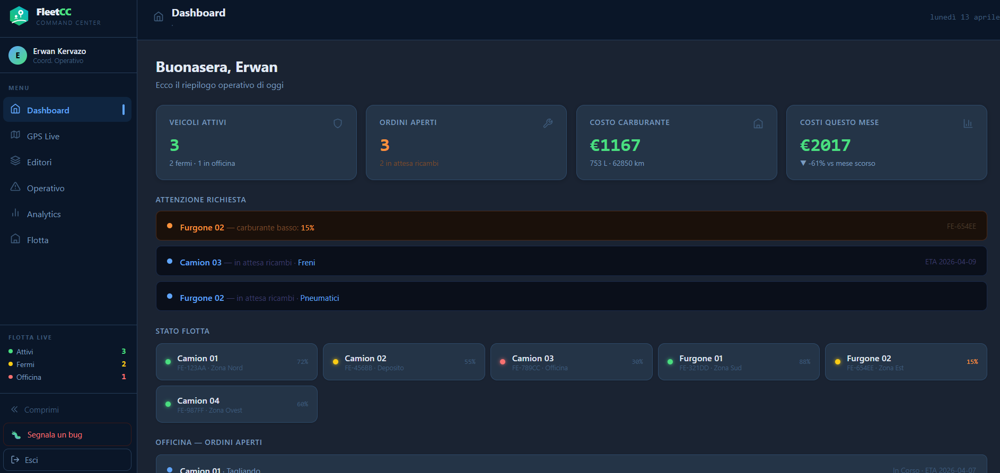 FleetCC
COMMAND CENTER
E
Erwan Kervazo
Coord. Operativo
MENU
Dashboard
GPS Live
Editori
Operativo
Analytics
Flotta
FLOTTA LIVE
Attivi 3
Fermi 2
Officina 1
Comprimi
Segnala un bug
Esci
Dashboard
.
lunedì 13 aprile
Buonasera, Erwan
Ecco il riepilogo operativo di oggi
VEICOLI ATTIVI
3
2 fermi · 1 in officina
ORDINI APERTI
3
2 in attesa ricambi
COSTO CARBURANTE
€1167
753 L · 62850 km
COSTI QUESTO MESE
€2017
▼ -61% vs mese scorso
ATTENZIONE RICHIESTA
Furgone 02 — carburante basso: 15% FE-654EE
Camion 03 — in attesa ricambi · Freni ETA 2026-04-09
Furgone 02 — in attesa ricambi · Pneumatici
STATO FLOTTA
Camion 01
FE-123AA · Zona Nord
72%
Camion 02
FE-456BB · Deposito
55%
Camion 03
FE-789CC · Officina
30%
Furgone 01
FE-321DD · Zona Sud
88%
Furgone 02
FE-654EE · Zona Est
15%
Camion 04
FE-987FF · Zona Ovest
60%
OFFICINA — ORDINI APERTI
Camion 01 · Tagliando In Corso · ETA 2026-04-07